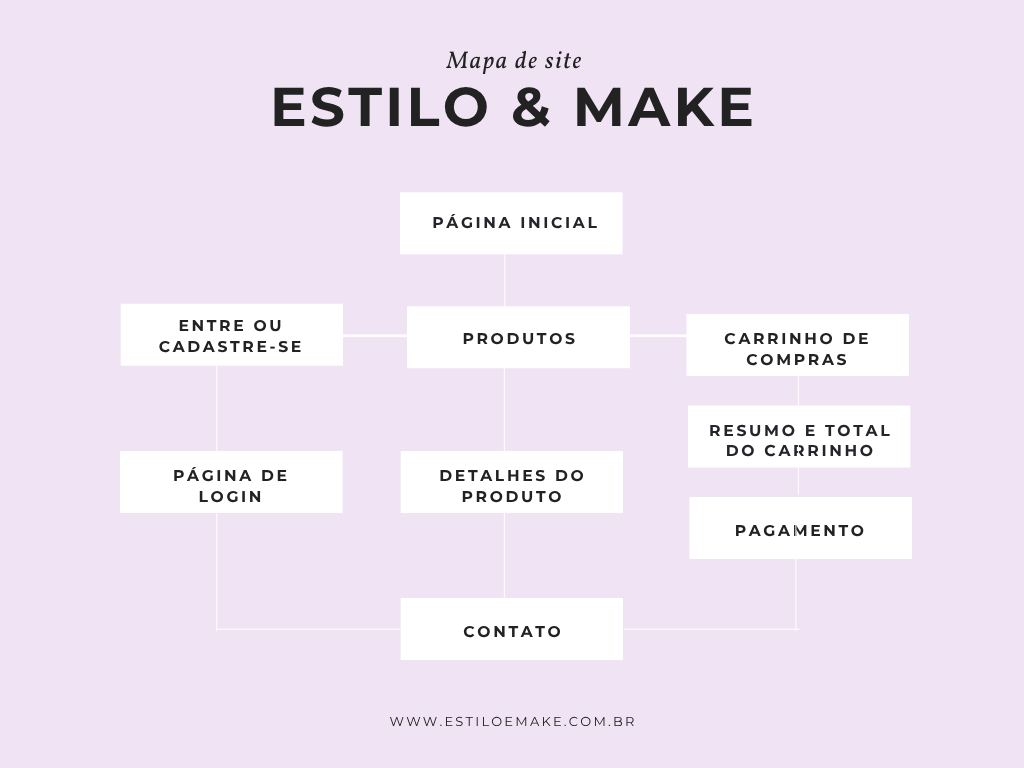 Mapa de site
ESTILO & MAKE
PÁGINA INICIAL
ENTRE OU
CADASTRE-SE
PRODUTOS
CARRINHO DE
COMPRAS
RESUMO E TOTAL
DO CARRINHO
PÁGINA DE
LOGIN
DETALHES DO
PRODUTO
PAGAMENTO
CONTATO
WWW.ESTILOEMAKE.COM.BR